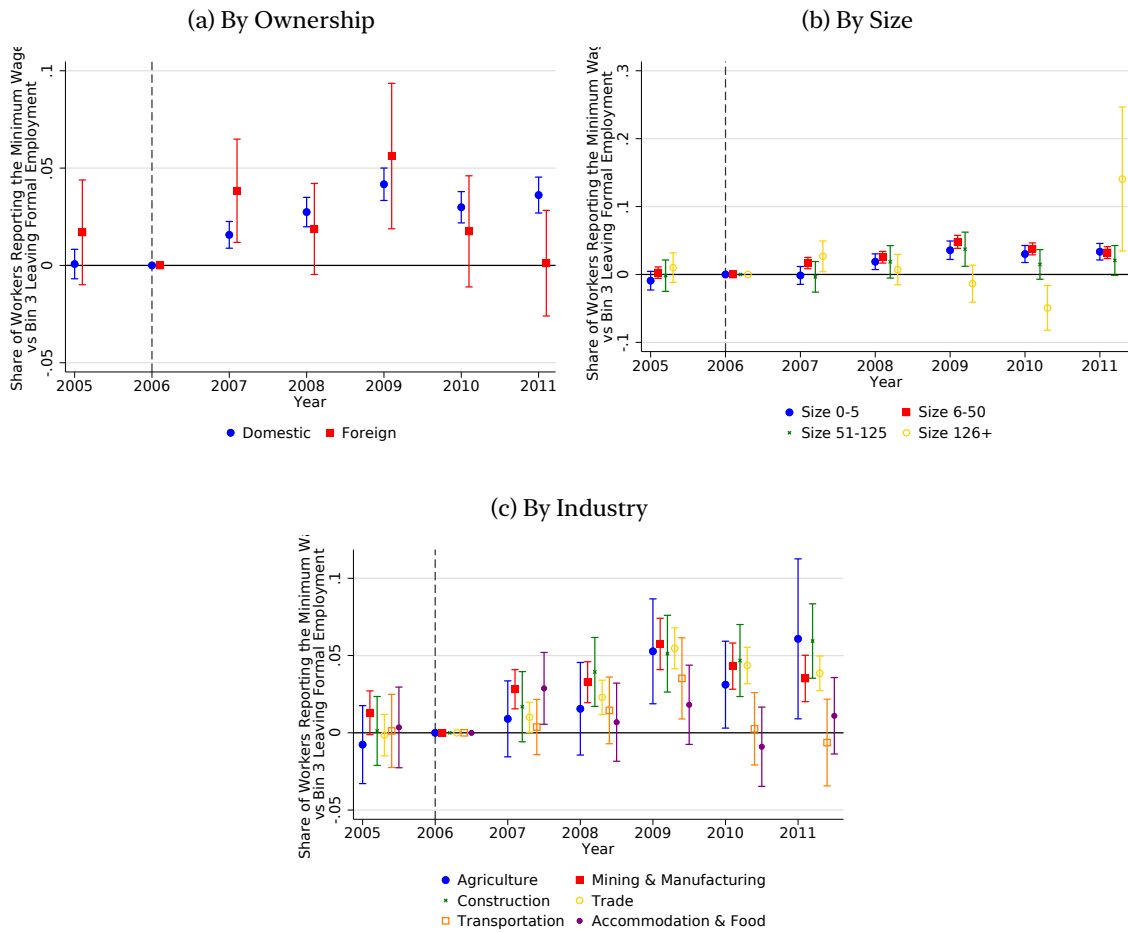 (a) By Ownership
Share of Workers Reporting the Minimum Wage
vs Bin 3 Leaving Formal Employment
.1
.05
0
-.05
2005 2006 2007 2008 2009 2010 2011
Year
Domestic Foreign
(b) By Size
Share of Workers Reporting the Minimum Wage
vs Bin 3 Leaving Formal Employment
.3
.2
.1
0
-.1
2005 2006 2007 2008 2009 2010 2011
Year
Size 0-5 Size 6-50
Size 51-125 Size 126+
(c) By Industry
Share of Workers Reporting the Minimum W
vs Bin 3 Leaving Formal Employment
.1
.05
0
-.05
2005 2006 2007 2008 2009 2010 2011
Year
Agriculture Mining & Manufacturing
Construction Trade
Transportation Accommodation & Food